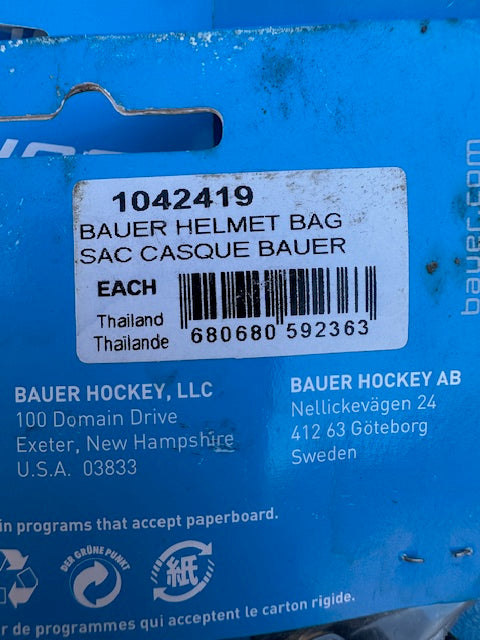 1042419
BAUER HELMET BAG
SAC CASQUE BAUER
EACH
Thailand
Thaïlande
680680 592363
bauer.com
BAUER HOCKEY, LLC
100 Domain Drive
Exeter, New Hampshire
U.S.A. 03833
BAUER HOCKEY AB
Nellickevägen 24
412 63 Göteborg
Sweden
in programs that accept paperboard.
DER GRÜNE PUNKT
紙
de programmes qui acceptent le carton rigide.